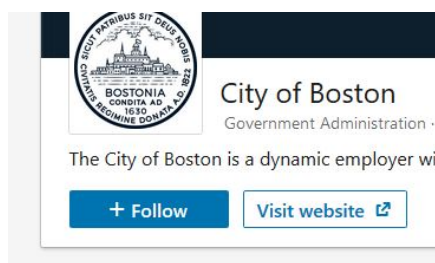 SICUT PATRIBUS SIT DEUS NOBIS
CIVITATIS REGIMINE DONATA A.D. 1822
BOSTONIA
CONDITA AD
1630
City of Boston
Government Administration ·
The City of Boston is a dynamic employer wi
+ Follow
Visit website